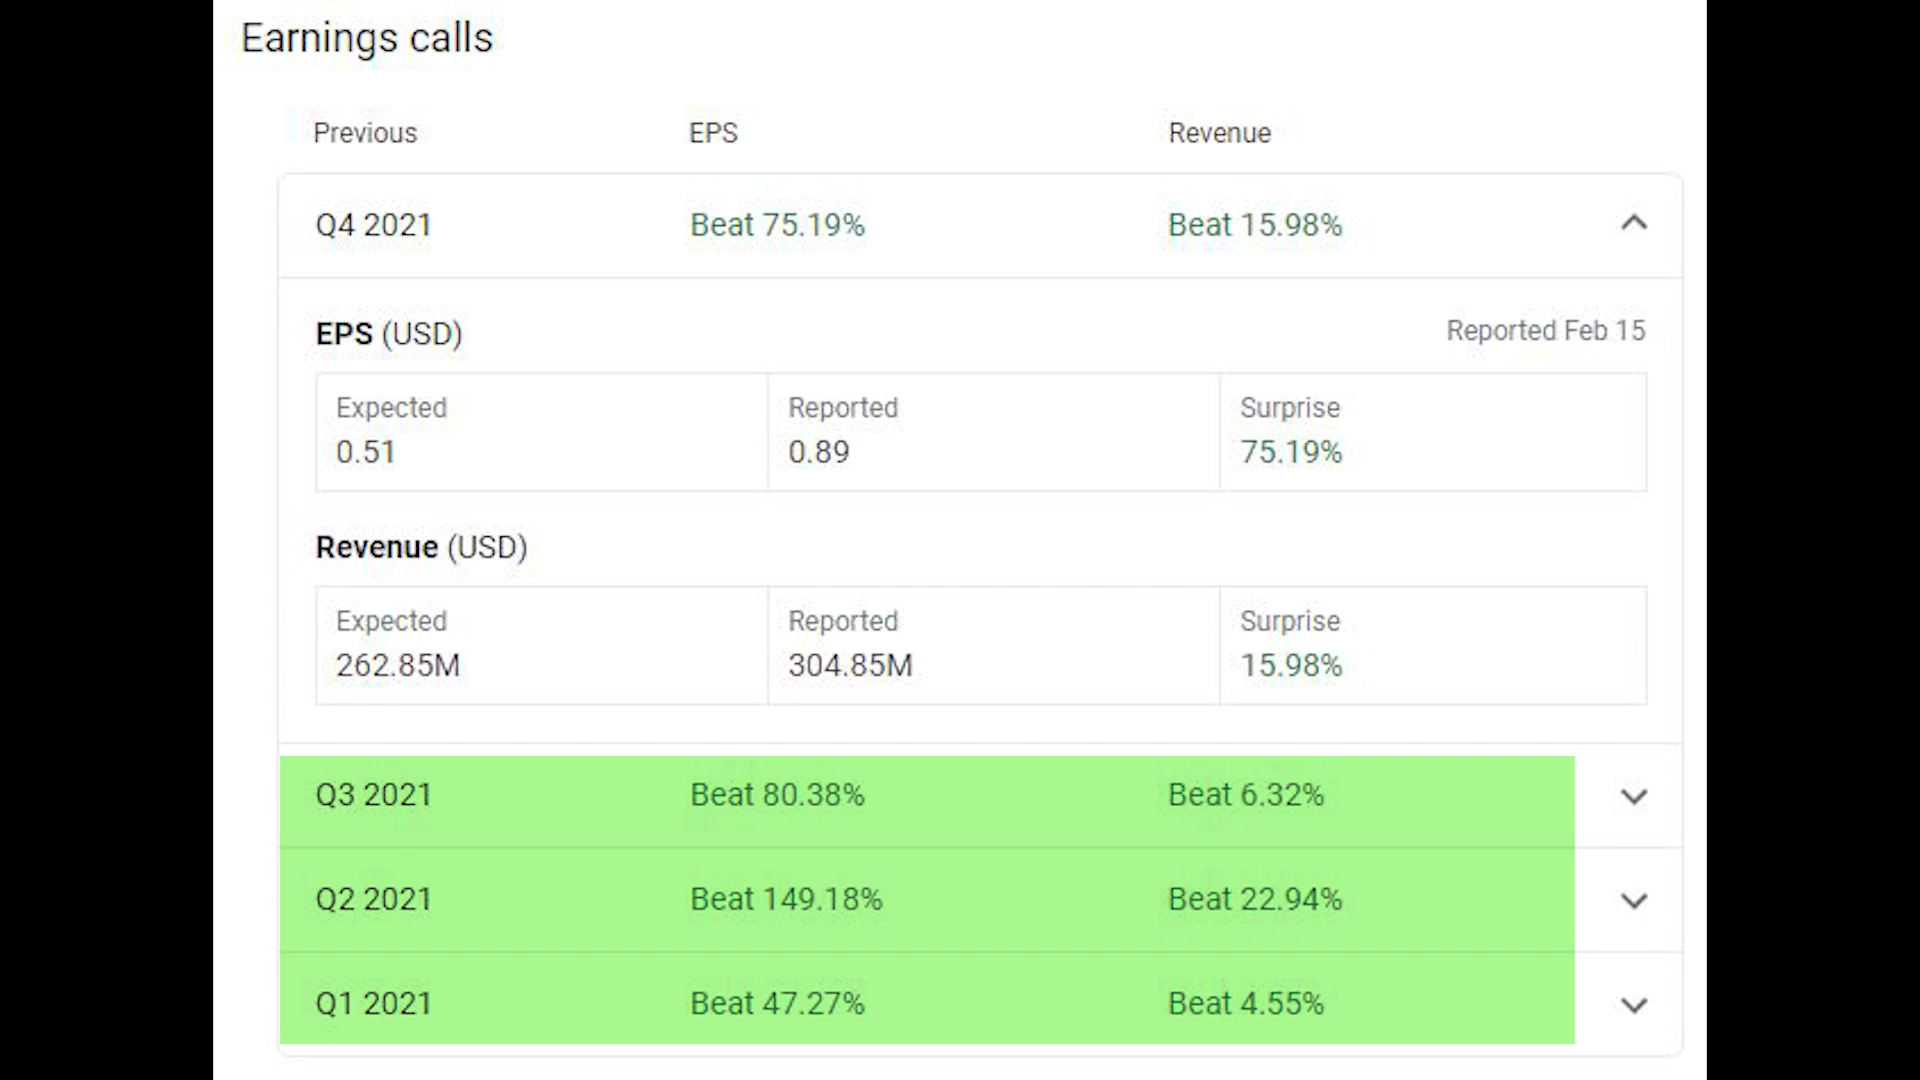 Earnings calls
Previous EPS Revenue
Q4 2021 Beat 75.19% Beat 15.98%
EPS (USD) Reported Feb 15
Expected Reported Surprise
0.51 0.89 75.19%
Revenue (USD)
Expected Reported Surprise
262.85M 304.85M 15.98%
Q3 2021 Beat 80.38% Beat 6.32%
Q2 2021 Beat 149.18% Beat 22.94%
Q1 2021 Beat 47.27% Beat 4.55%